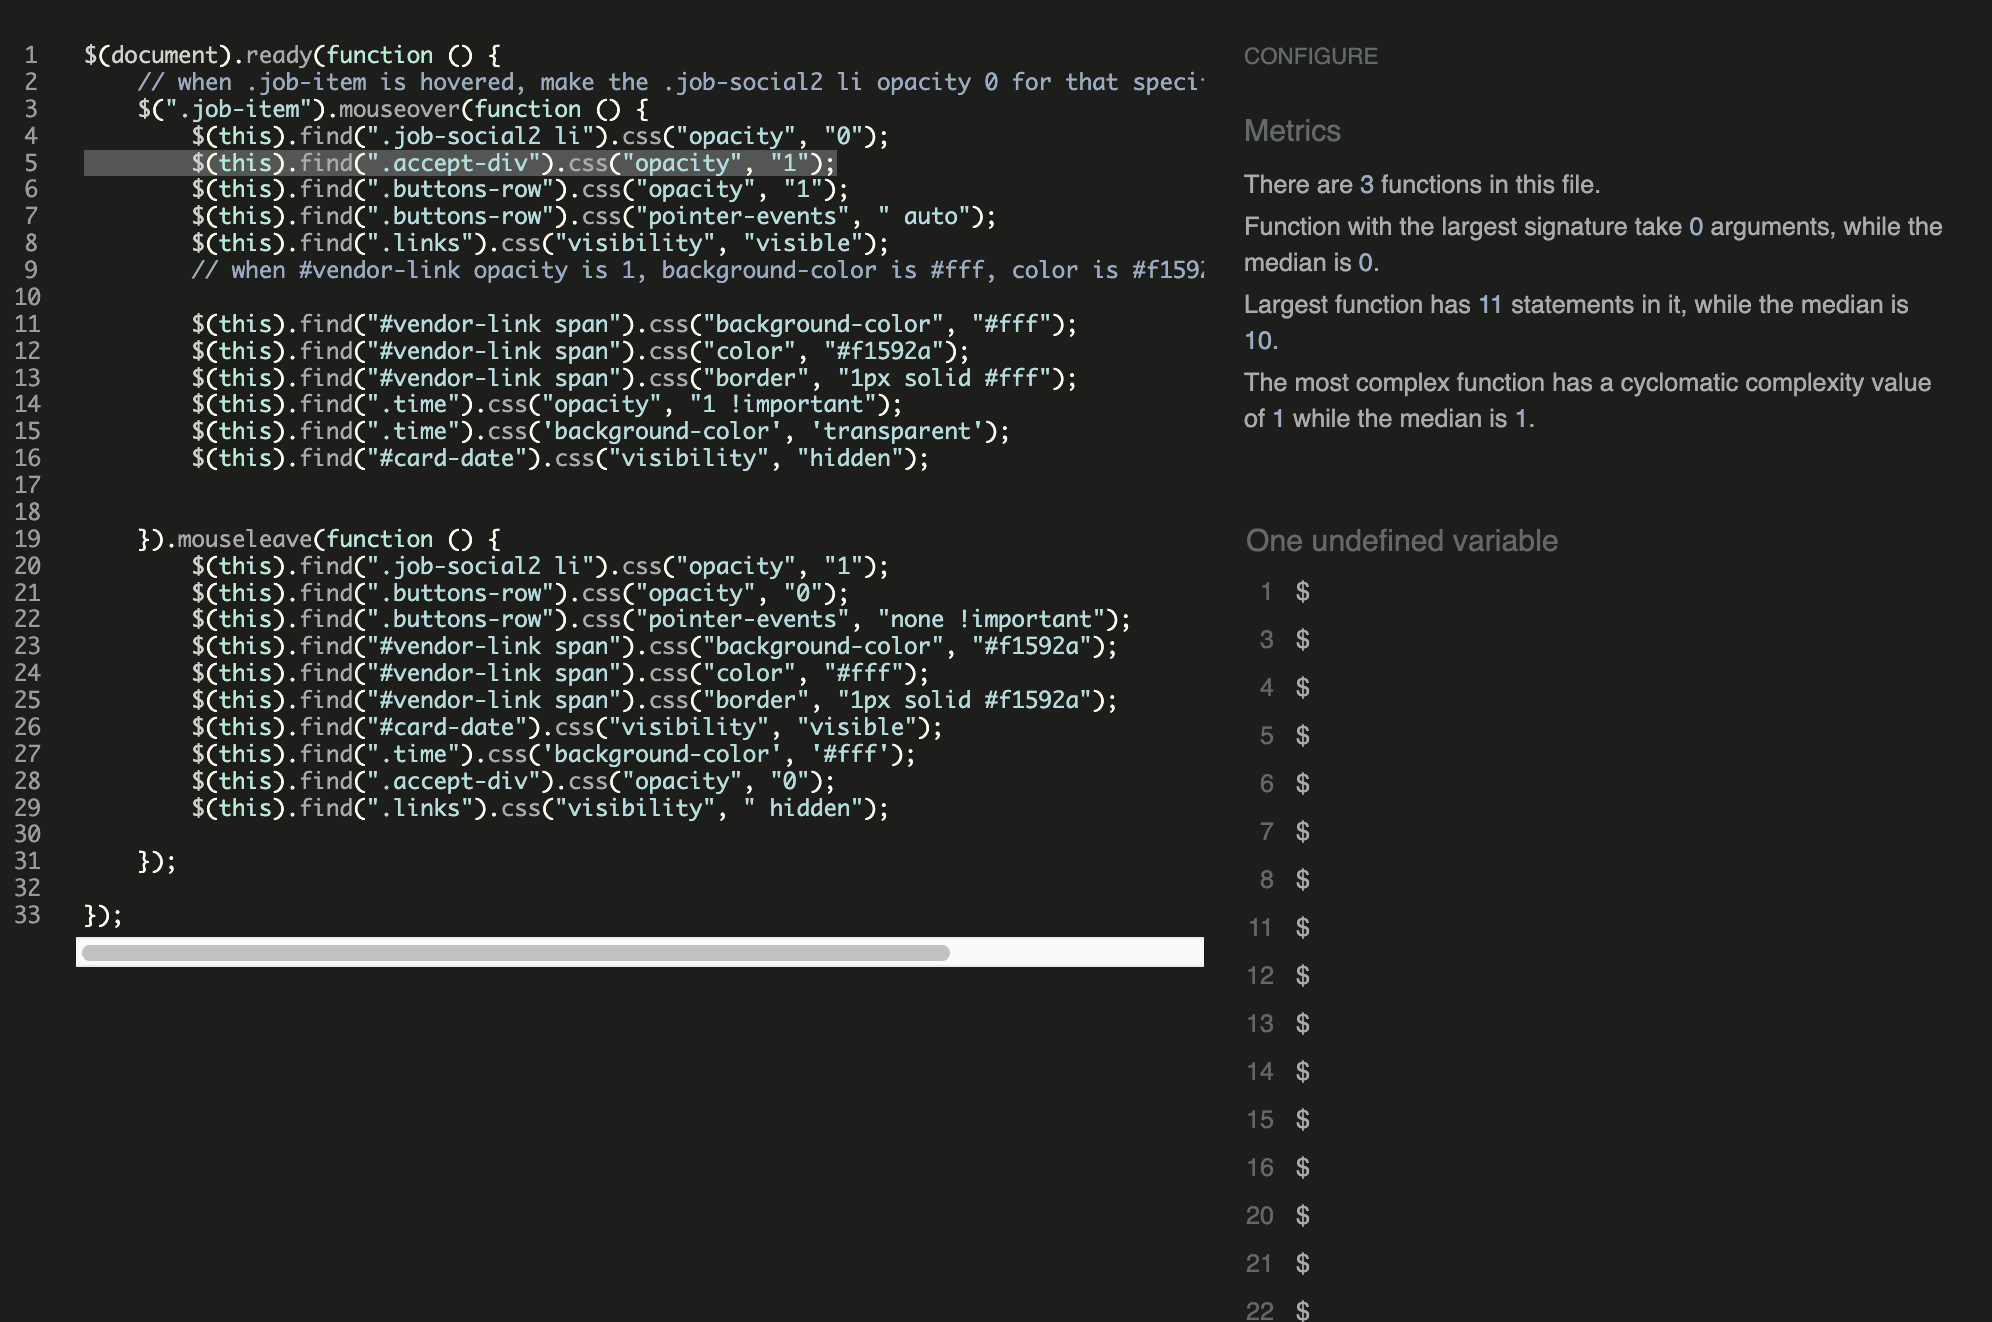 1 $(document).ready(function () {
2 // when .job-item is hovered, make the .job-social2 li opacity 0 for that speci
3 $(".job-item").mouseover(function () {
4 $(this).find(".job-social2 li").css("opacity", "0");
5 $(this).find(".accept-div").css("opacity", "1");
6 $(this).find(".buttons-row").css("opacity", "1");
7 $(this).find(".buttons-row").css("pointer-events", " auto");
8 $(this).find(".links").css("visibility", "visible");
9 // when #vendor-link opacity is 1, background-color is #fff, color is #f159
10
11 $(this).find("#vendor-link span").css("background-color", "#fff");
12 $(this).find("#vendor-link span").css("color", "#f1592a");
13 $(this).find("#vendor-link span").css("border", "1px solid #fff");
14 $(this).find(".time").css("opacity", "1 !important");
15 $(this).find(".time").css('background-color', 'transparent');
16 $(this).find("#card-date").css("visibility", "hidden");
17
18
19 }).mouseleave(function () {
20 $(this).find(".job-social2 li").css("opacity", "1");
21 $(this).find(".buttons-row").css("opacity", "0");
22 $(this).find(".buttons-row").css("pointer-events", "none !important");
23 $(this).find("#vendor-link span").css("background-color", "#f1592a");
24 $(this).find("#vendor-link span").css("color", "#fff");
25 $(this).find("#vendor-link span").css("border", "1px solid #f1592a");
26 $(this).find("#card-date").css("visibility", "visible");
27 $(this).find(".time").css('background-color', '#fff');
28 $(this).find(".accept-div").css("opacity", "0");
29 $(this).find(".links").css("visibility", " hidden");
30
31 });
32
33 });
CONFIGURE
Metrics
There are 3 functions in this file.
Function with the largest signature take 0 arguments, while the
median is 0.
Largest function has 11 statements in it, while the median is
10.
The most complex function has a cyclomatic complexity value
of 1 while the median is 1.
One undefined variable
1 $
3 $
4 $
5 $
6 $
7 $
8 $
11 $
12 $
13 $
14 $
15 $
16 $
20 $
21 $
22 $